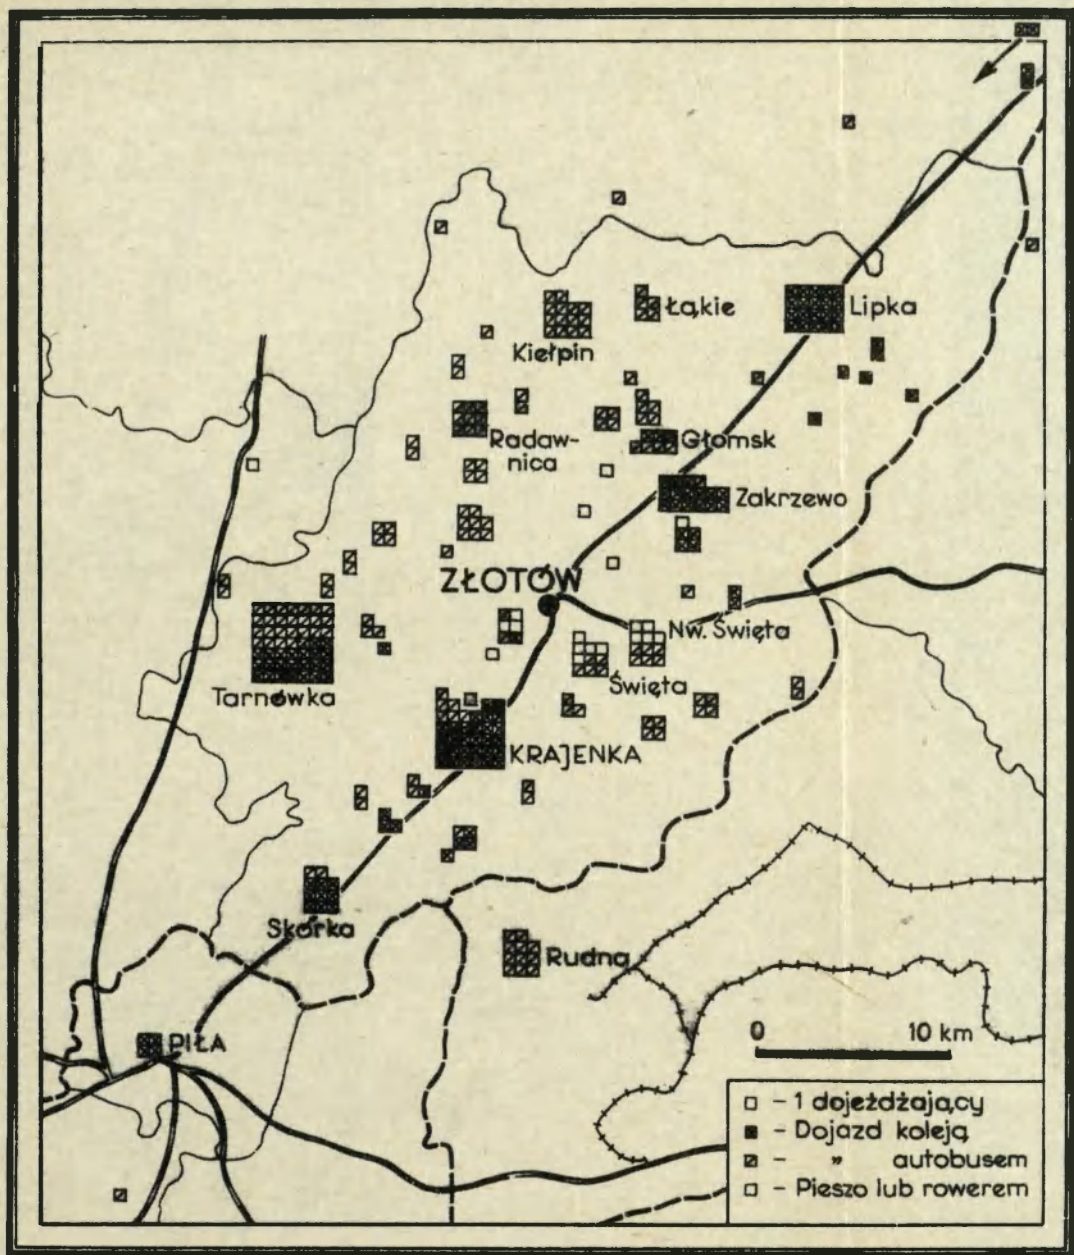 Łąkie
Lipka
Kiełpin
Radaw-
nica
Głomsk
Zakrzewo
ZŁOTÓW
Nw. Święta
Święta
Tarnówka
KRAJENKA
Skórka
Rudna
PIŁA
0 10 km
- 1 dojeżdżający
- Dojazd koleją
- " autobusem
- Pieszo lub rowerem